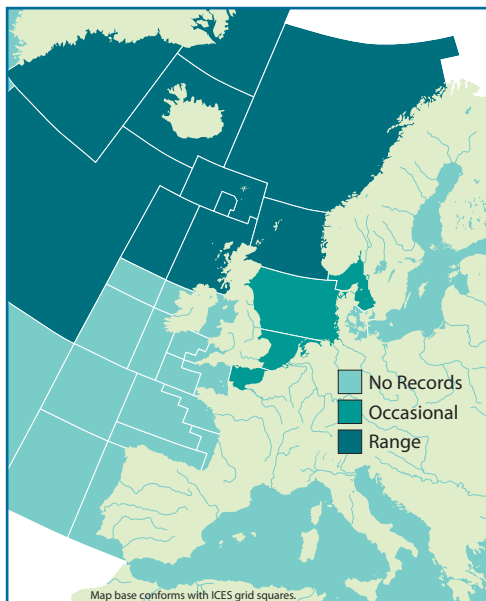 No Records
Occasional
Range
Map base conforms with ICES grid squares.